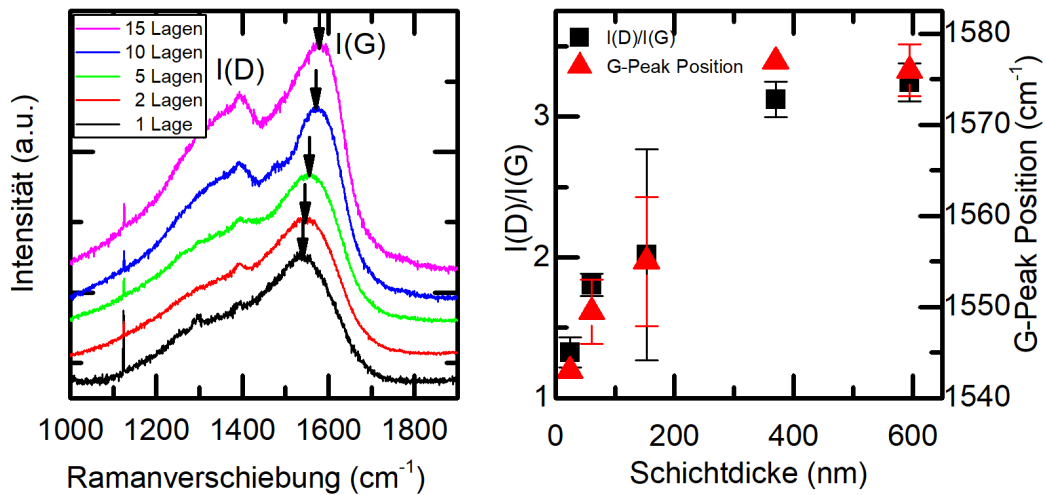 15 Lagen
10 Lagen
5 Lagen
2 Lagen
1 Lage
I(D)
I(G)
Intensität (a.u.)
1000 1200 1400 1600 1800
Ramanverschiebung (cm⁻¹)
I(D)/I(G)
G-Peak Position
I(D)/I(G)
3
2
1
0 200 400 600
Schichtdicke (nm)
1580
1570
1560
1550
1540
G-Peak Position (cm⁻¹)